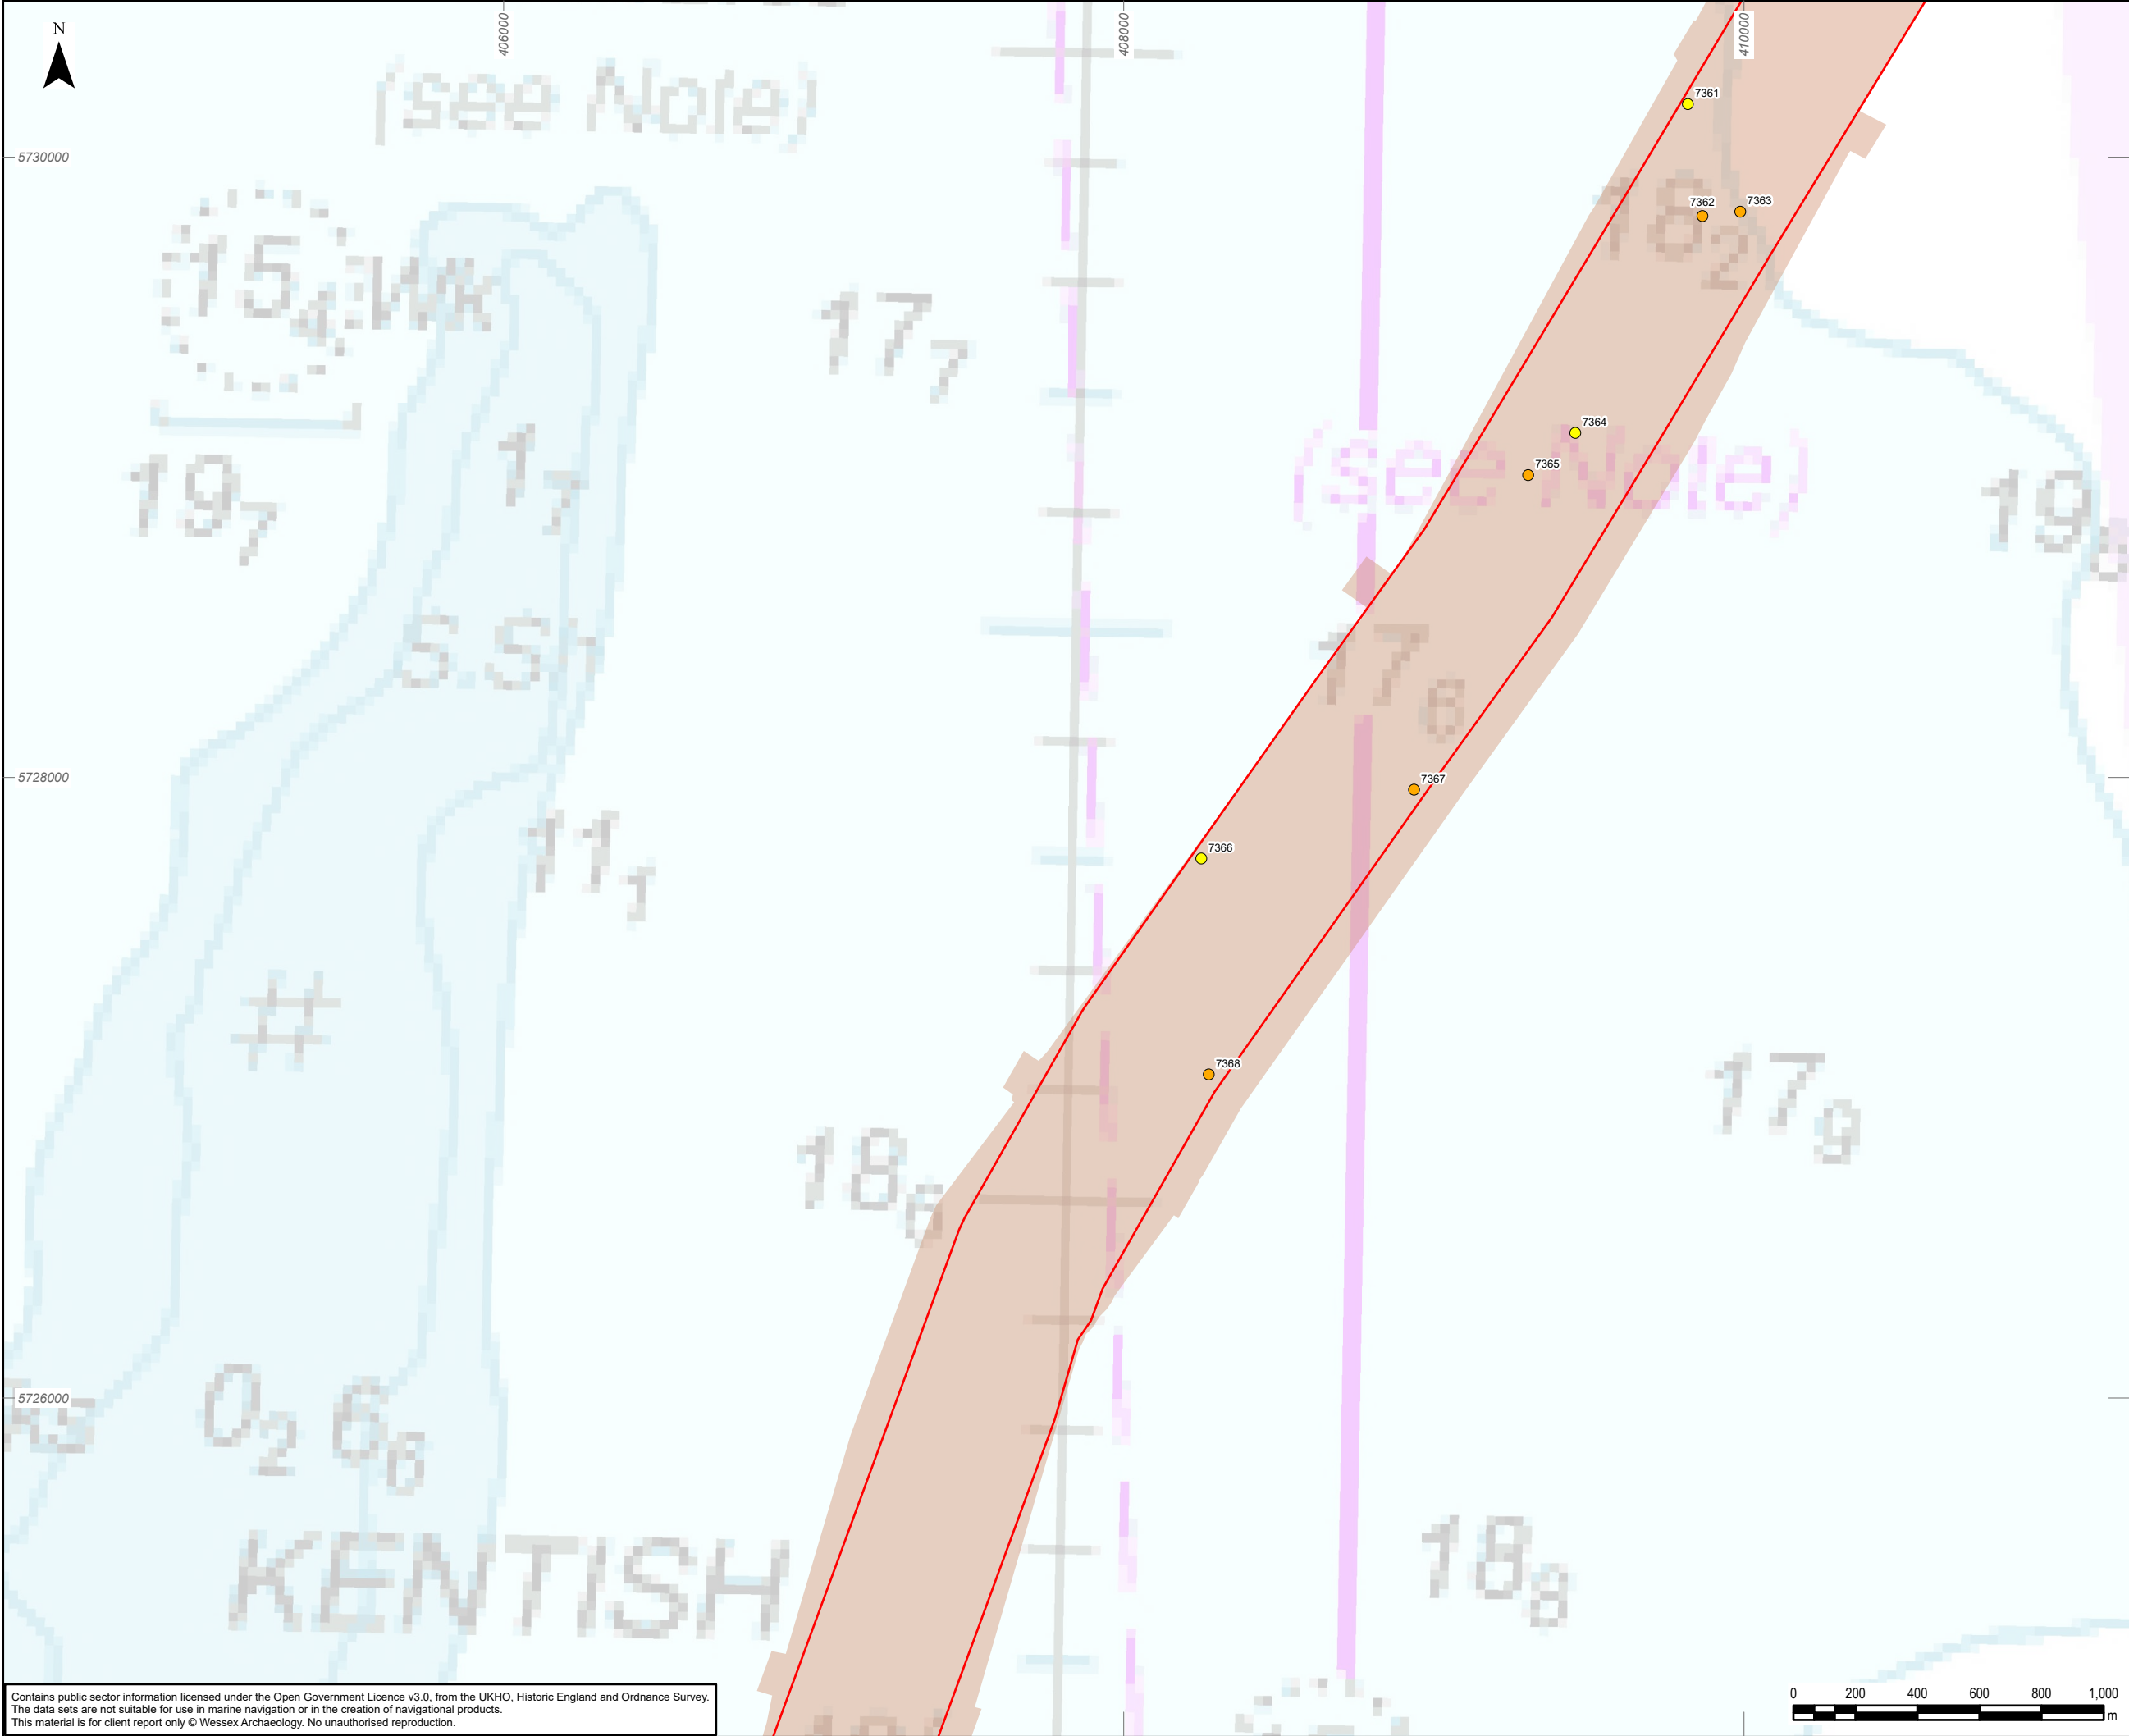 406000
408000
410000
N
(see Note)
7361
5730000
7362
7363
18₂
15₄ Wk
17₇
7364
(see Note)
7365
19₇
1₇
19
S.Sh
17₈
5728000
7367
11₁
7366
7368
17₉
18₆
5726000
0₂
6₈
18₈
KENTISH
Contains public sector information licensed under the Open Government Licence v3.0, from the UKHO, Historic England and Ordnance Survey.
The data sets are not suitable for use in marine navigation or in the creation of navigational products.
This material is for client report only © Wessex Archaeology. No unauthorised reproduction.
0 200 400 600 800 1,000
m